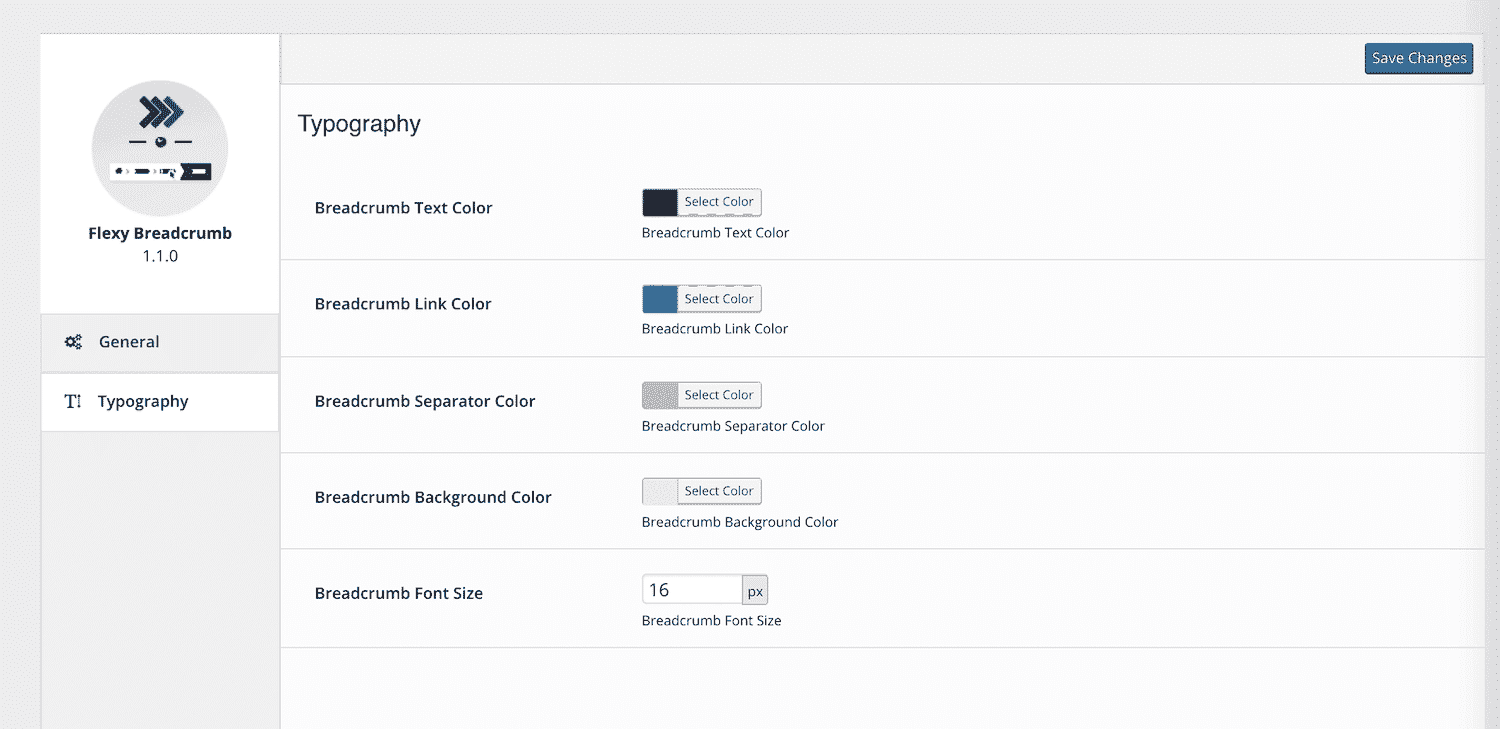 Save Changes
Flexy Breadcrumb
1.1.0
General
Typography
Typography
Breadcrumb Text Color
Select Color
Breadcrumb Text Color
Breadcrumb Link Color
Select Color
Breadcrumb Link Color
Breadcrumb Separator Color
Select Color
Breadcrumb Separator Color
Breadcrumb Background Color
Select Color
Breadcrumb Background Color
Breadcrumb Font Size
16 px
Breadcrumb Font Size